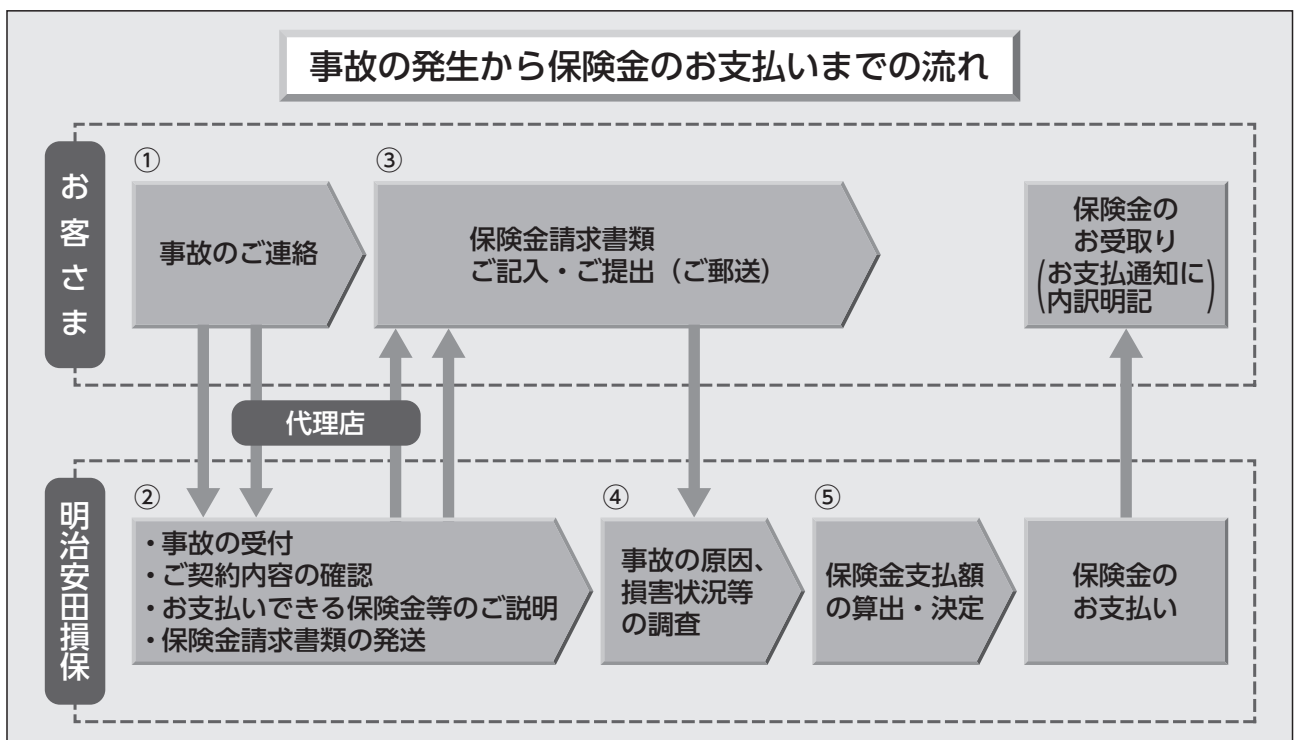 事故の発生から保険金のお支払いまでの流れ
お客さま
①
事故のご連絡
③
保険金請求書類
ご記入・ご提出（ご郵送）
保険金の
お受取り
(お支払通知に
内訳明記)
代理店
明治安田損保
②
・事故の受付
・ご契約内容の確認
・お支払いできる保険金等のご説明
・保険金請求書類の発送
④
事故の原因、
損害状況等
の調査
⑤
保険金支払額
の算出・決定
保険金の
お支払い